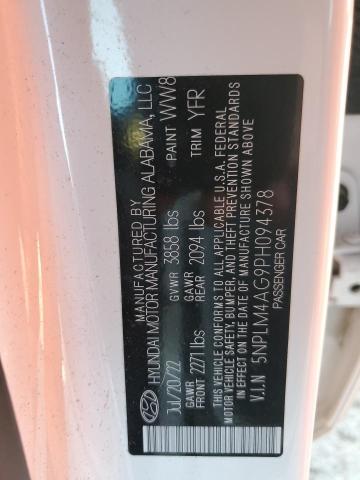 MANUFACTURED BY
HYUNDAI MOTOR MANUFACTURING ALABAMA, LLC
Jul/20/22 GVWR 3858 lbs PAINT WW8
GAWR FRONT 2271 lbs GAWR REAR 2094 lbs TRIM YFR
THIS VEHICLE CONFORMS TO ALL APPLICABLE U.S.A. FEDERAL
MOTOR VEHICLE SAFETY, BUMPER, AND THEFT PREVENTION STANDARDS
IN EFFECT ON THE DATE OF MANUFACTURE SHOWN ABOVE
V.I.N 5NPLM4AG9PH094378
PASSENGER CAR